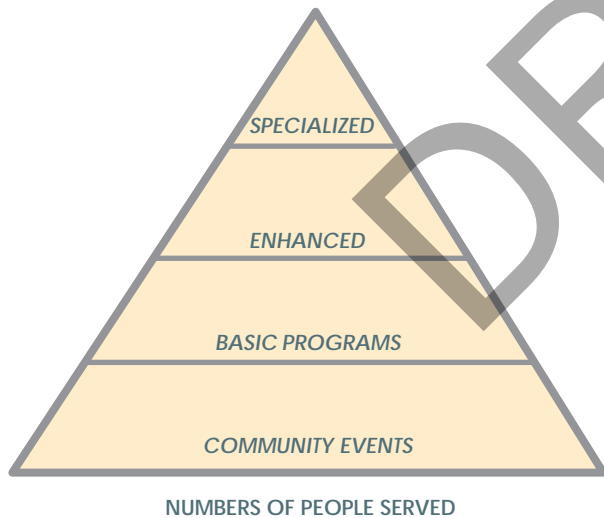 SPECIALIZED
ENHANCED
BASIC PROGRAMS
COMMUNITY EVENTS
NUMBERS OF PEOPLE SERVED